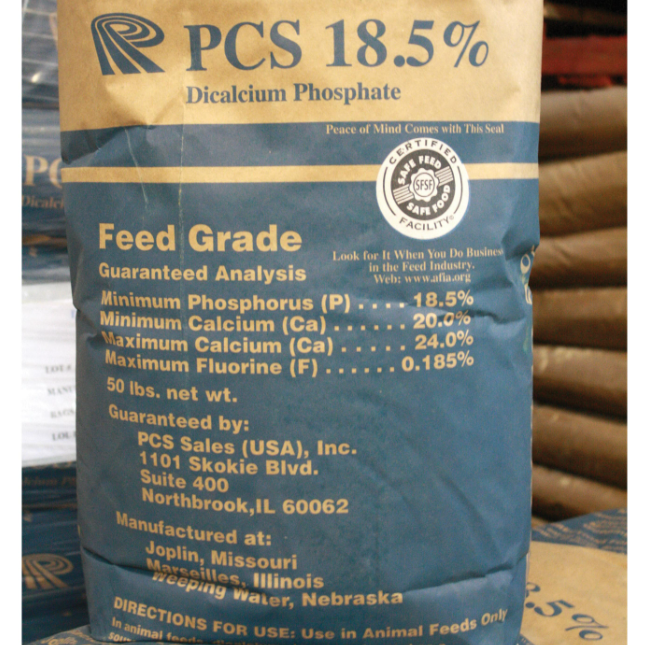 PCS 18.5%
Dicalcium Phosphate
Peace of Mind Comes with This Seal
CERTIFIED
SAFE FEED
SFSF
SAFE FOOD
FACILITY
Look for It When You Do Business
in the Feed Industry.
Web: www.afia.org
Feed Grade
Guaranteed Analysis
Minimum Phosphorus (P) . . . . 18.5%
Minimum Calcium (Ca) . . . . . . 20.0%
Maximum Calcium (Ca) . . . . . 24.0%
Maximum Fluorine (F) . . . . . . 0.185%
50 lbs. net wt.
Guaranteed by:
PCS Sales (USA), Inc.
1101 Skokie Blvd.
Suite 400
Northbrook,IL 60062
Manufactured at:
Joplin, Missouri
Marseilles, Illinois
Weeping Water, Nebraska
DIRECTIONS FOR USE: Use in Animal Feeds Only
In animal feeds.
.5%